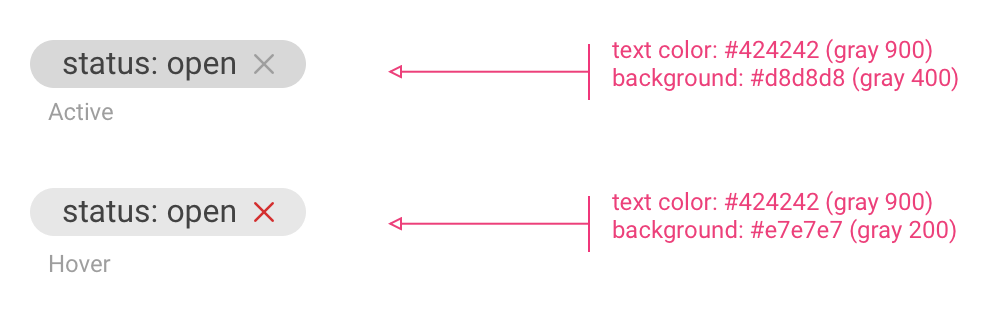 status: open
text color: #424242 (gray 900)
background: #d8d8d8 (gray 400)
Active
status: open
text color: #424242 (gray 900)
background: #e7e7e7 (gray 200)
Hover